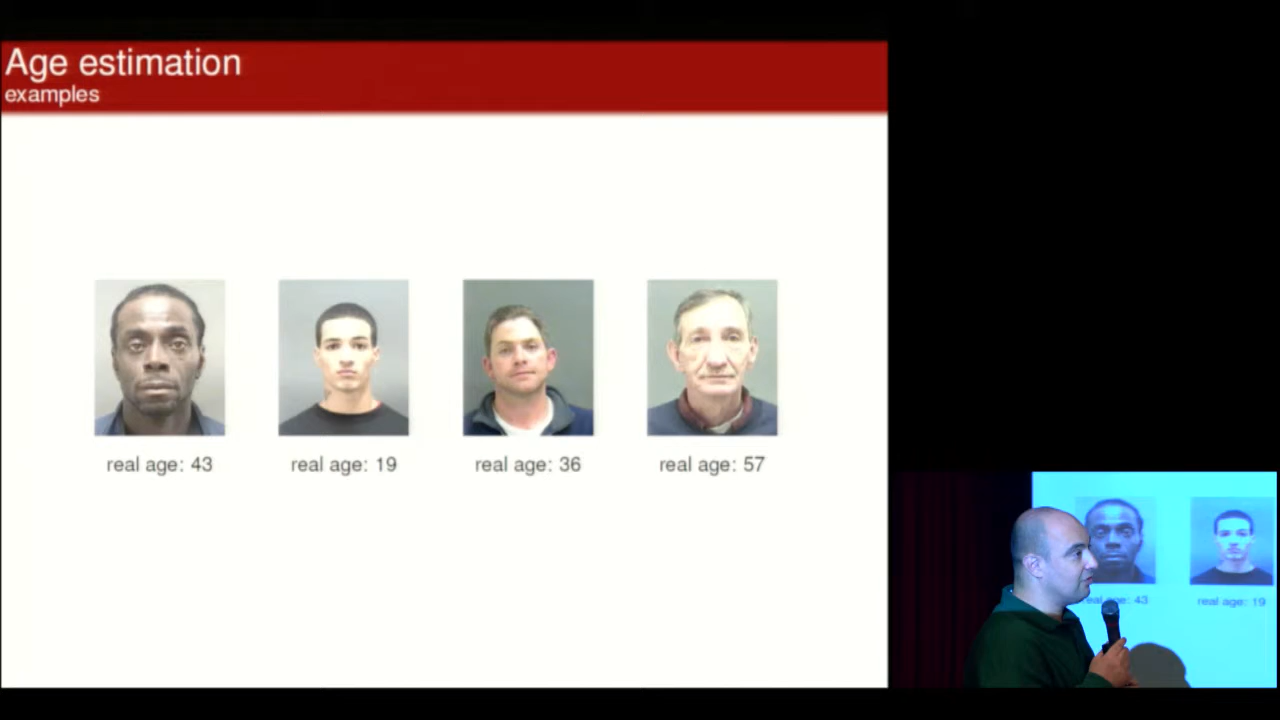 Age estimation
examples
real age: 43
real age: 19
real age: 36
real age: 57
real age: 43
real age: 19